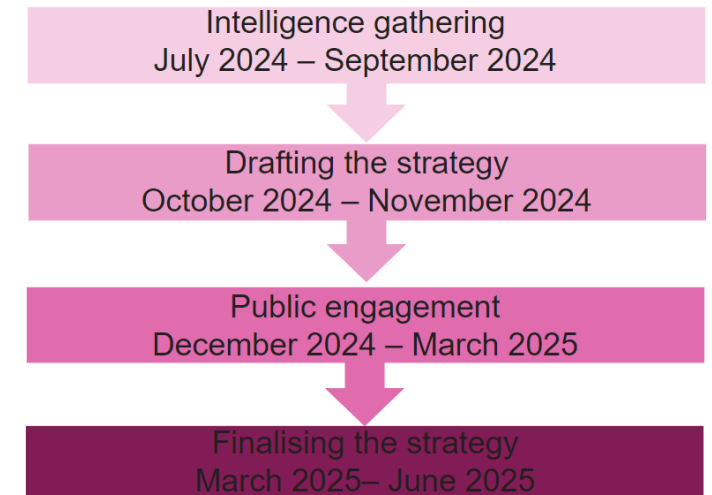 Intelligence gathering
July 2024 – September 2024
Drafting the strategy
October 2024 – November 2024
Public engagement
December 2024 – March 2025
Finalising the strategy
March 2025– June 2025